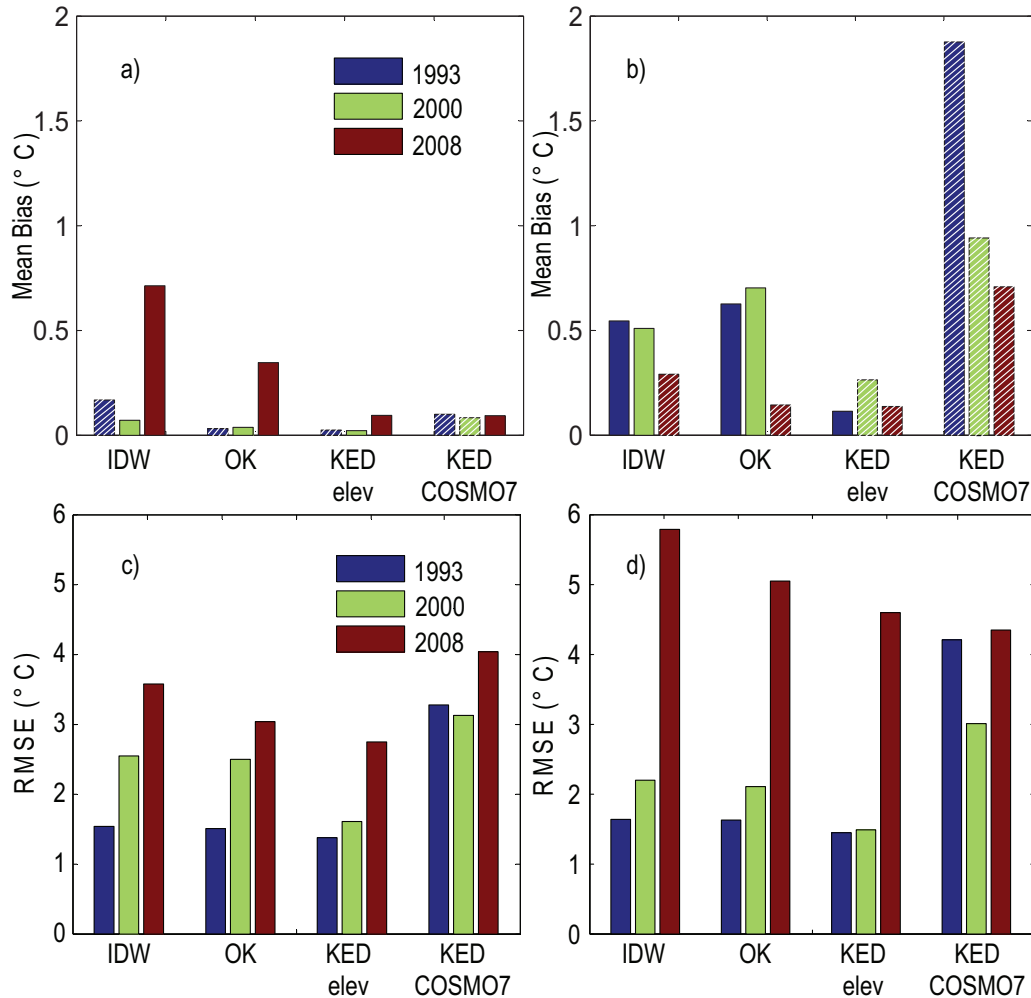 a)
1993
2000
2008
Mean Bias (° C)
2
1.5
1
0.5
0
IDW
OK
KED
elev
KED
COSMO7
b)
Mean Bias (° C)
2
1.5
1
0.5
0
IDW
OK
KED
elev
KED
COSMO7
c)
1993
2000
2008
RMSE (° C)
6
5
4
3
2
1
0
IDW
OK
KED
elev
KED
COSMO7
d)
RMSE (° C)
6
5
4
3
2
1
0
IDW
OK
KED
elev
KED
COSMO7